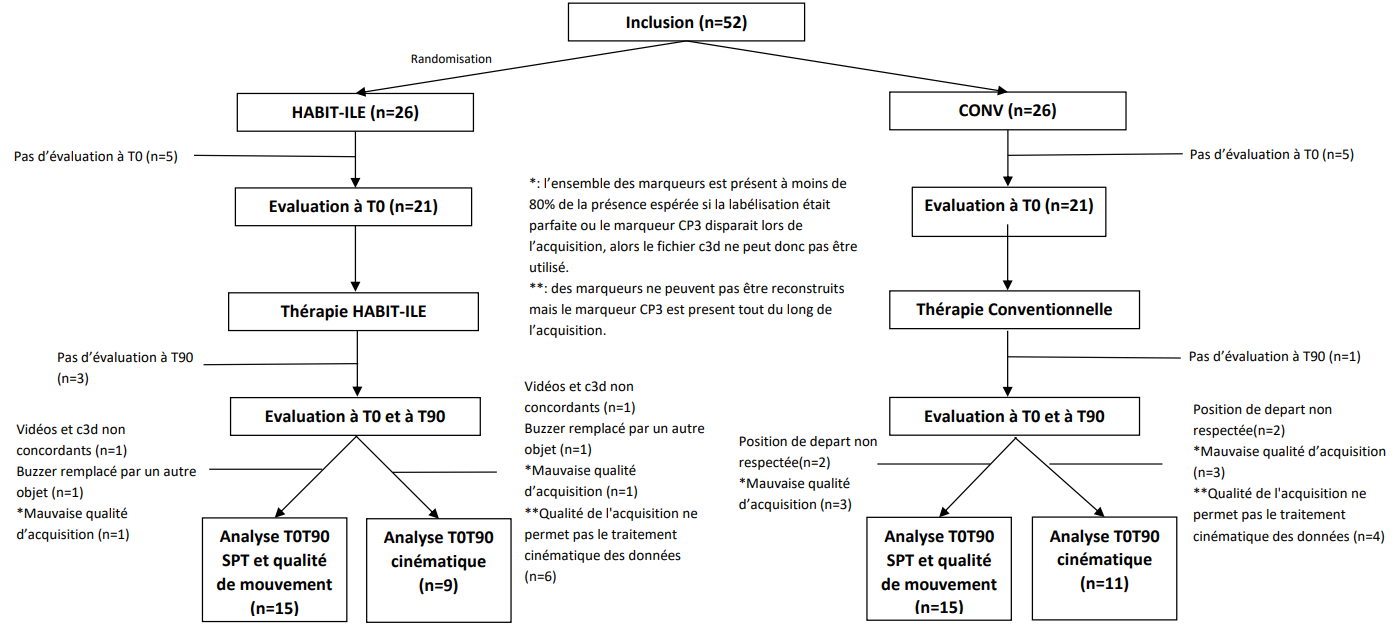 Inclusion (n=52)
Randomisation
HABIT-ILE (n=26)
CONV (n=26)
Pas d’évaluation à T0 (n=5)
Pas d’évaluation à T0 (n=5)
Evaluation à T0 (n=21)
Evaluation à T0 (n=21)
*: l’ensemble des marqueurs est présent à moins de
80% de la présence espérée si la labélisation était
parfaite ou le marqueur CP3 disparait lors de
l’acquisition, alors le fichier c3d ne peut donc pas être
utilisé.
**: des marqueurs ne peuvent pas être reconstruits
mais le marqueur CP3 est present tout du long de
l’acquisition.
Thérapie HABIT-ILE
Thérapie Conventionnelle
Pas d’évaluation à T90
(n=3)
Pas d’évaluation à T90 (n=1)
Evaluation à T0 et à T90
Evaluation à T0 et à T90
Vidéos et c3d non
concordants (n=1)
Buzzer remplacé par un autre
objet (n=1)
*Mauvaise qualité
d’acquisition (n=1)
Vidéos et c3d non
concordants (n=1)
Buzzer remplacé par un autre
objet (n=1)
*Mauvaise qualité
d’acquisition (n=1)
**Qualité de l'acquisition ne
permet pas le traitement
cinématique des données
(n=6)
Position de depart non
respectée(n=2)
*Mauvaise qualité
d’acquisition (n=3)
Position de depart non
respectée(n=2)
*Mauvaise qualité d’acquisition
(n=3)
**Qualité de l'acquisition ne
permet pas le traitement
cinématique des données (n=4)
Analyse T0T90
SPT et qualité
de mouvement
(n=15)
Analyse T0T90
cinématique
(n=9)
Analyse T0T90
SPT et qualité
de mouvement
(n=15)
Analyse T0T90
cinématique
(n=11)